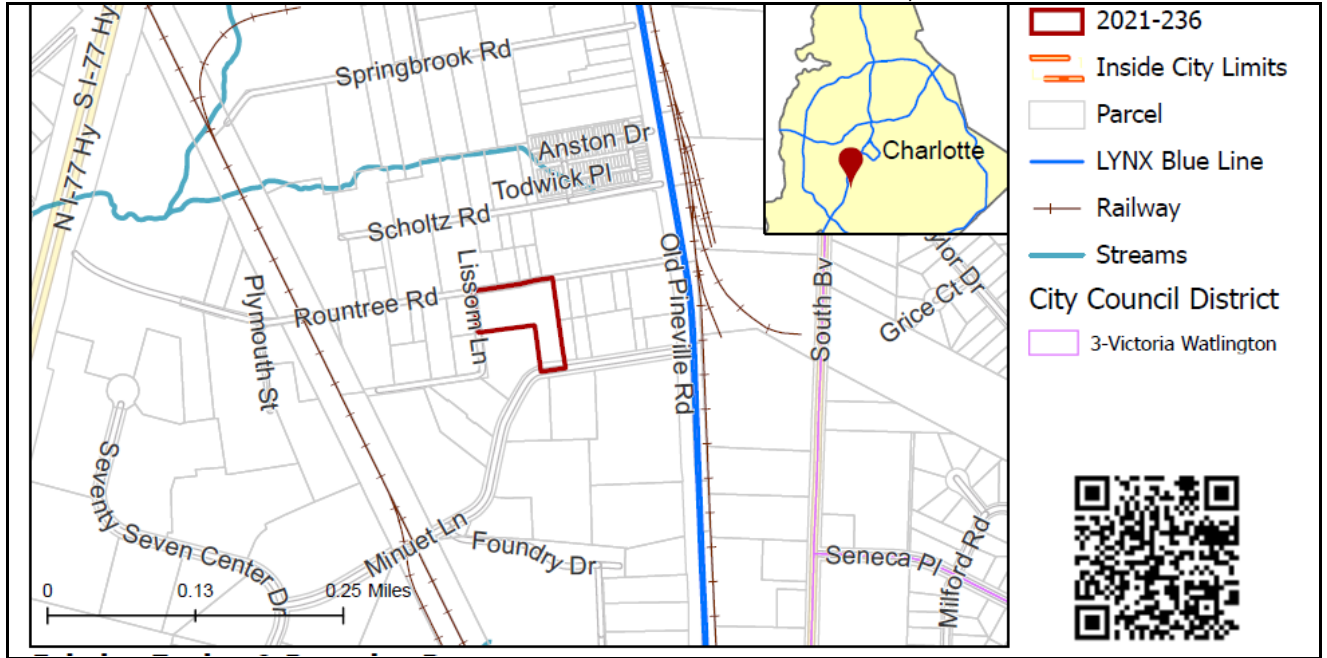 N I-77 Hy S I-77 Hy
Springbrook Rd
Anston Dr
Todwick Pl
Scholtz Rd
Lissom Ln
Rountree Rd
Plymouth St
Old Pineville Rd
South Bv
Grice Ct
ylor Dr
Charlotte
Seventy Seven Center Dr
Minuet Ln
Foundry Dr
Seneca Pl
Milford Rd
0 0.13 0.25 Miles
2021-236
Inside City Limits
Parcel
LYNX Blue Line
Railway
Streams
City Council District
3-Victoria Watlington